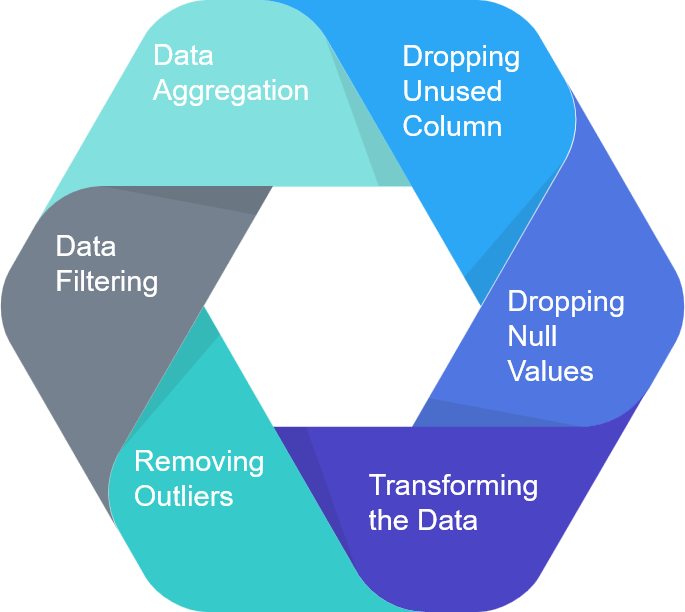 Data
Aggregation
Dropping
Unused
Column
Dropping
Null
Values
Transforming
the Data
Removing
Outliers
Data
Filtering